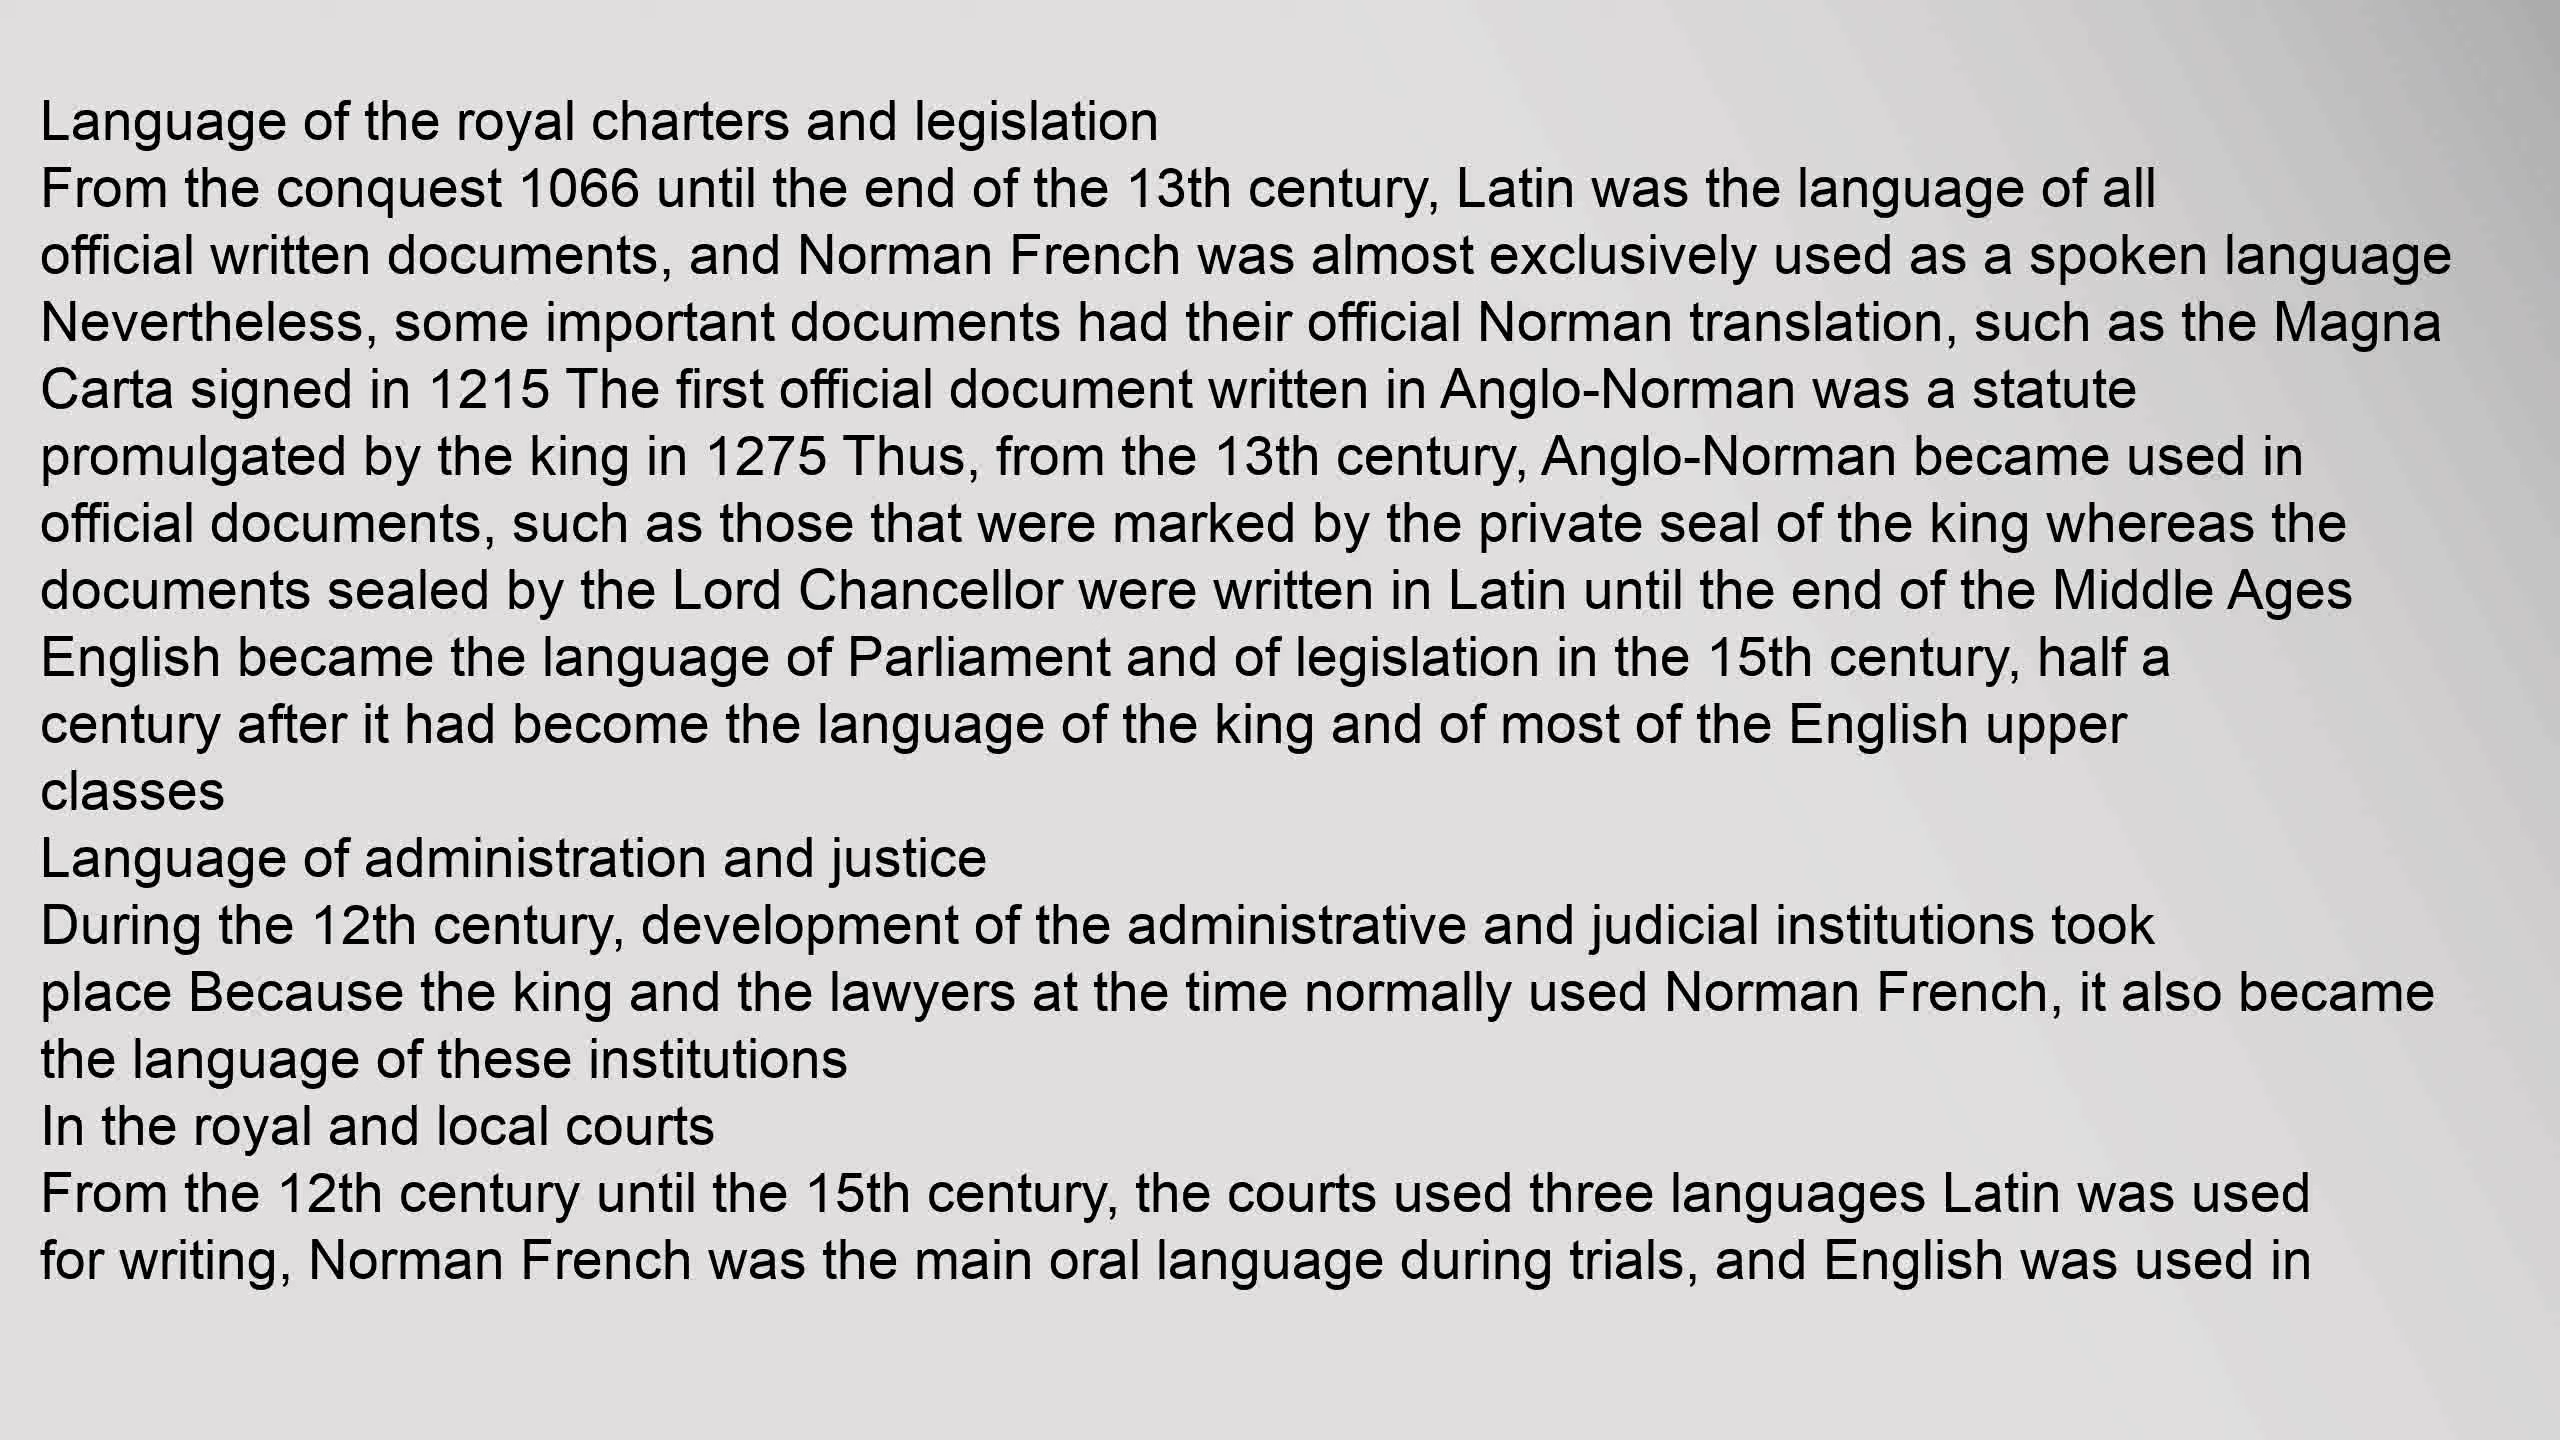 Language of the royal charters and legislation
From the conquest 1066 until the end of the 13th century, Latin was the language of all
official written documents, and Norman French was almost exclusively used as a spoken language
Nevertheless, some important documents had their official Norman translation, such as the Magna
Carta signed in 1215 The first official document written in Anglo-Norman was a statute
promulgated by the king in 1275 Thus, from the 13th century, Anglo-Norman became used in
official documents, such as those that were marked by the private seal of the king whereas the
documents sealed by the Lord Chancellor were written in Latin until the end of the Middle Ages
English became the language of Parliament and of legislation in the 15th century, half a
century after it had become the language of the king and of most of the English upper
classes
Language of administration and justice
During the 12th century, development of the administrative and judicial institutions took
place Because the king and the lawyers at the time normally used Norman French, it also became
the language of these institutions
In the royal and local courts
From the 12th century until the 15th century, the courts used three languages Latin was used
for writing, Norman French was the main oral language during trials, and English was used in